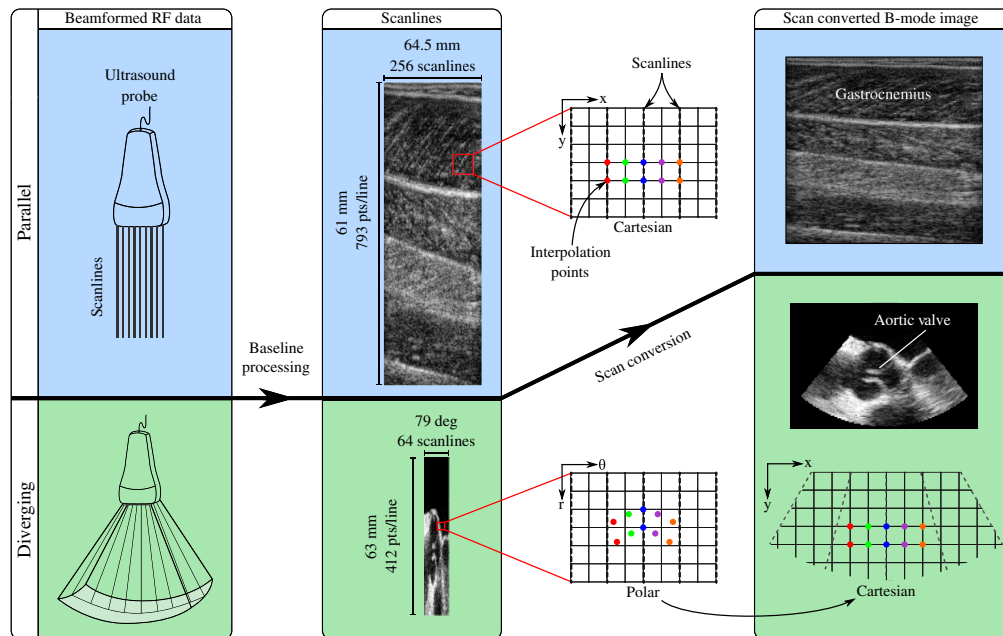 Beamformed RF data
Scanlines
Scan converted B-mode image
Parallel
Ultrasound
probe
Scanlines
64.5 mm
256 scanlines
61 mm
793 pts/line
Scanlines
x
y
Cartesian
Interpolation
points
Gastrocnemius
Baseline
processing
Scan conversion
Aortic valve
Diverging
79 deg
64 scanlines
63 mm
412 pts/line
θ
r
Polar
x
y
Cartesian